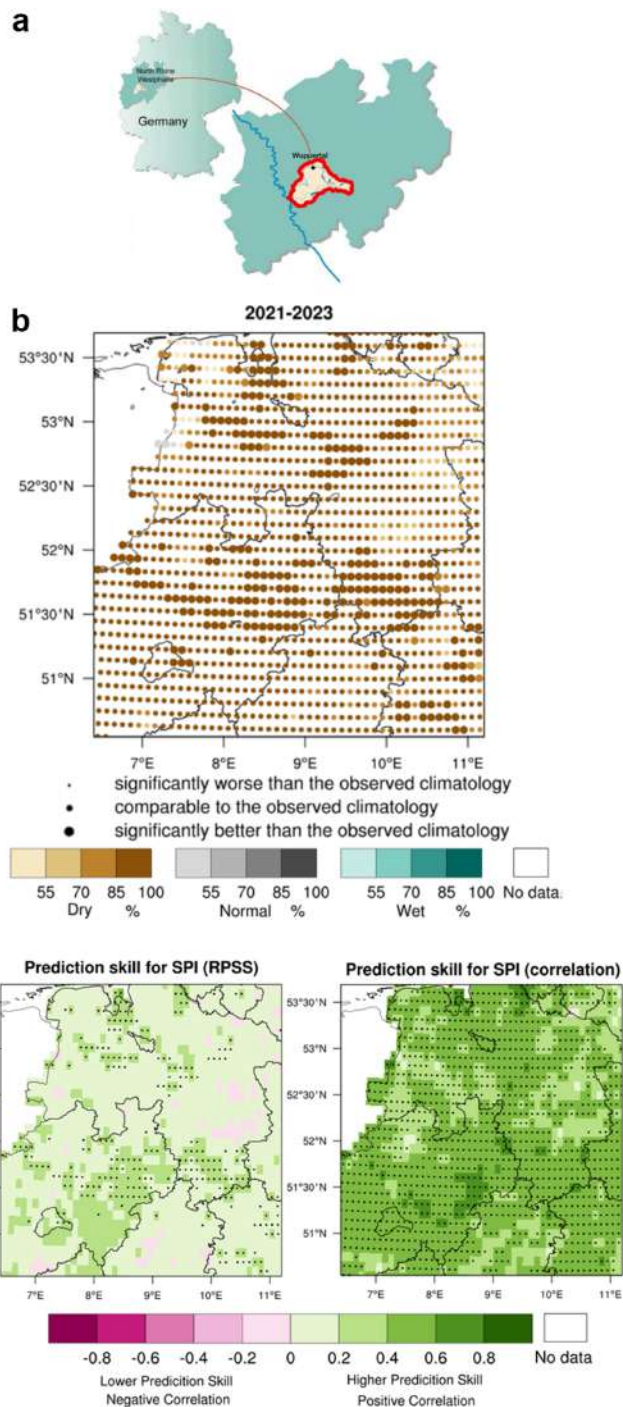 a
North Rhine
Westphalia
Germany
Wuppertal
b
2021-2023
53°30'N
53°N
52°30'N
52°N
51°30'N
51°N
7°E 8°E 9°E 10°E 11°E
significantly worse than the observed climatology
comparable to the observed climatology
significantly better than the observed climatology
55 70 85 100 55 70 85 100 55 70 85 100 No data:
Dry % Normal % Wet %
Prediction skill for SPI (RPSS) Prediction skill for SPI (correlation)
53°30'N
53°N
52°30'N
52°N
51°30'N
51°N
7°E 8°E 9°E 10°E 11°E 7°E 8°E 9°E 10°E 11°E
-0.8 -0.6 -0.4 -0.2 0 0.2 0.4 0.6 0.8 No data
Lower Predicition Skill Higher Predicition Skill
Negative Correlation Positive Correlation